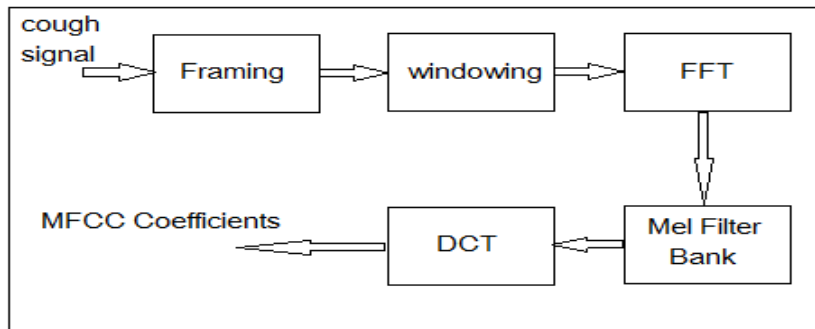 cough
signal
Framing
windowing
FFT
Mel Filter
Bank
DCT
MFCC Coefficients